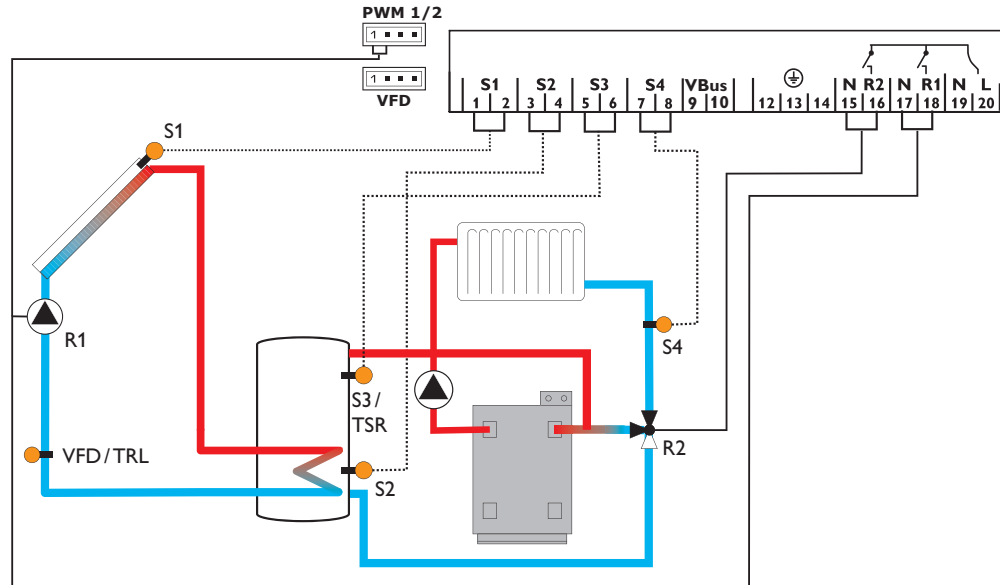 PWM 1/2
1
1
VFD
S1 S2 S3 S4 VBus N R2 N R1 N L
1 2 3 4 5 6 7 8 9 10 12 13 14 15 16 17 18 19 20
S1
R1
S4
S3 / TSR
R2
VFD / TRL
S2